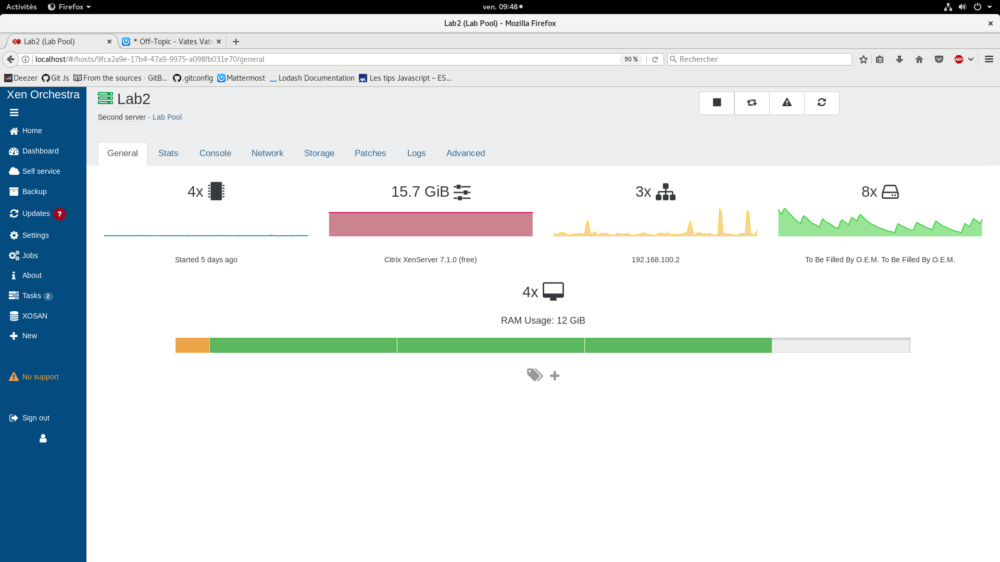 Activités
Firefox
ven. 09:48
Lab2 (Lab Pool) - Mozilla Firefox
Lab2 (Lab Pool)
* Off-Topic - Vates Vate
localhost/#/hosts/9fca2a9e-17b4-47a9-9975-a098fb031e70/general
90 %
Rechercher
ABP
Deezer
Git Js
From the sources · GitB...
.gitconfig
Mattermost
Lodash Documentation
Les tips Javascript – ES...
Xen Orchestra
Home
Dashboard
Self service
Backup
Updates ?
Settings
Jobs
About
Tasks 2
XOSAN
New
No support
Sign out
Lab2
Second server - Lab Pool
General
Stats
Console
Network
Storage
Patches
Logs
Advanced
4x
15.7 GiB
3x
8x
Started 5 days ago
Citrix XenServer 7.1.0 (free)
192.168.100.2
To Be Filled By O.E.M. To Be Filled By O.E.M.
4x
RAM Usage: 12 GiB